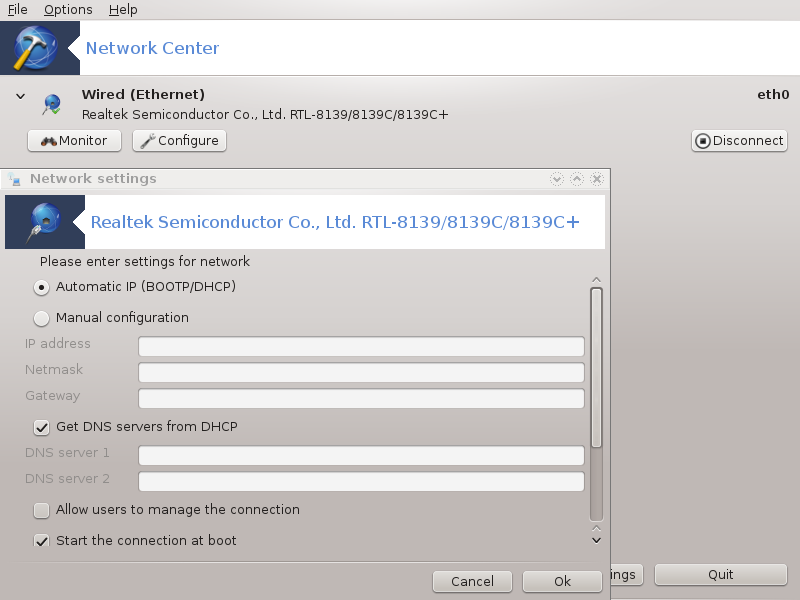 File Options Help
Network Center
Wired (Ethernet) eth0
Realtek Semiconductor Co., Ltd. RTL-8139/8139C/8139C+
Monitor Configure Disconnect
Network settings
Realtek Semiconductor Co., Ltd. RTL-8139/8139C/8139C+
Please enter settings for network
Automatic IP (BOOTP/DHCP)
Manual configuration
IP address
Netmask
Gateway
Get DNS servers from DHCP
DNS server 1
DNS server 2
Allow users to manage the connection
Start the connection at boot
Cancel Ok Quit